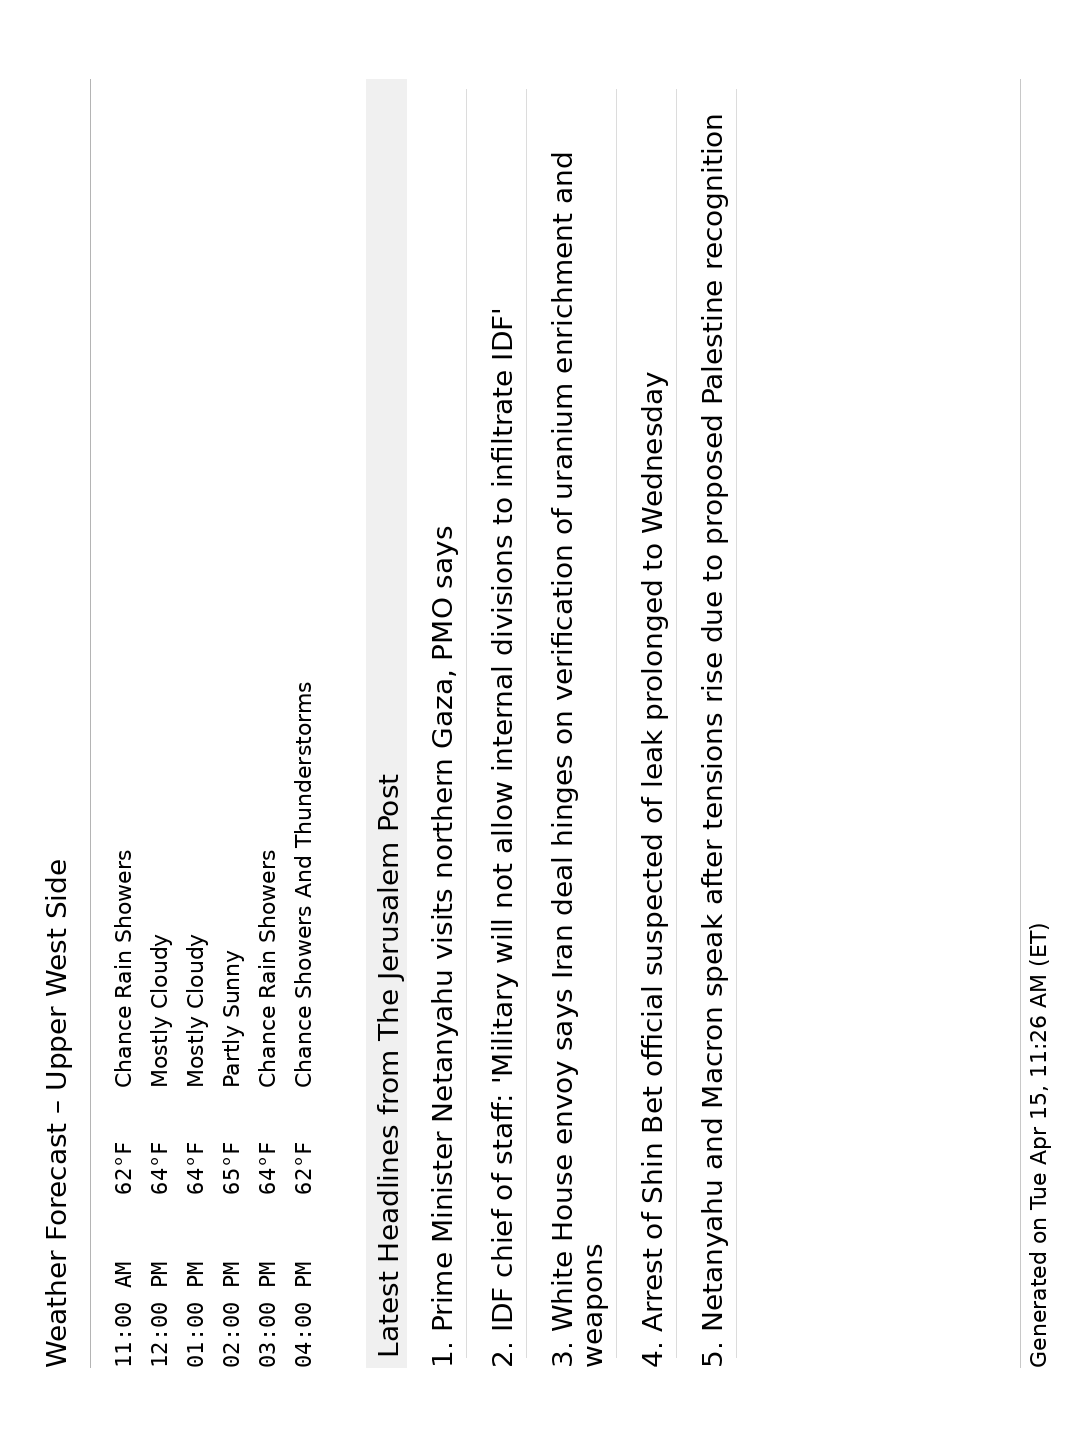 Weather Forecast – Upper West Side
11:00 AM 62°F Chance Rain Showers
12:00 PM 64°F Mostly Cloudy
01:00 PM 64°F Mostly Cloudy
02:00 PM 65°F Partly Sunny
03:00 PM 64°F Chance Rain Showers
04:00 PM 62°F Chance Showers And Thunderstorms
Latest Headlines from The Jerusalem Post
1. Prime Minister Netanyahu visits northern Gaza, PMO says
2. IDF chief of staff: 'Military will not allow internal divisions to infiltrate IDF'
3. White House envoy says Iran deal hinges on verification of uranium enrichment and
weapons
4. Arrest of Shin Bet official suspected of leak prolonged to Wednesday
5. Netanyahu and Macron speak after tensions rise due to proposed Palestine recognition
Generated on Tue Apr 15, 11:26 AM (ET)